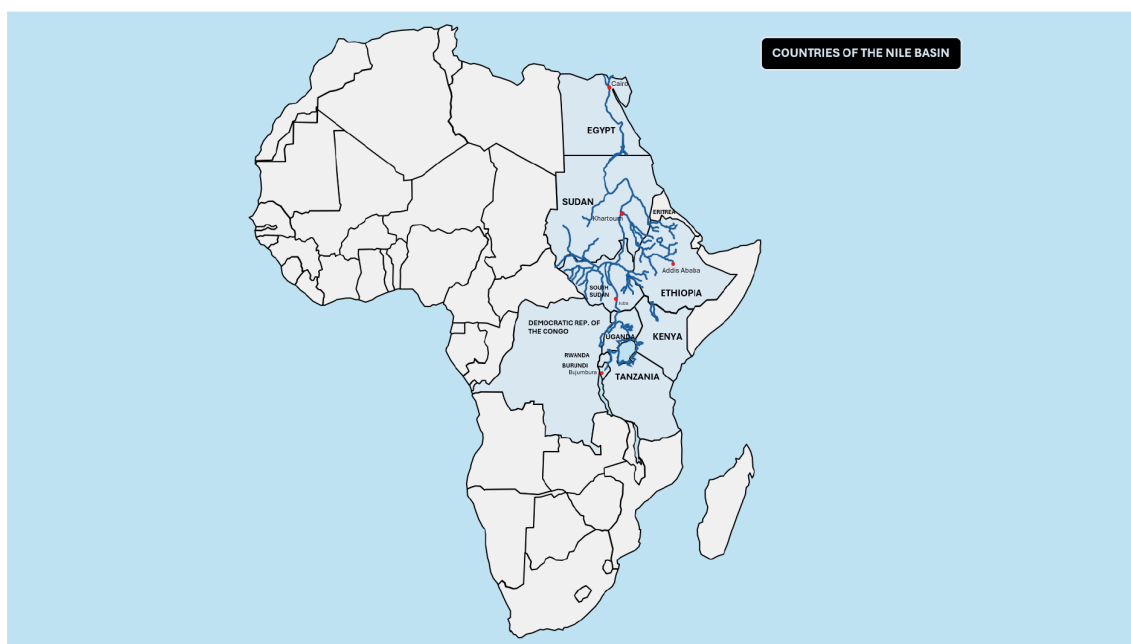 COUNTRIES OF THE NILE BASIN
Cairo
EGYPT
SUDAN
Khartoum
ERITREA
Addis Ababa
ETHIOPIA
SOUTH
SUDAN
Juba
DEMOCRATIC REP. OF
THE CONGO
UGANDA
KENYA
RWANDA
BURUNDI
Bujumbura
TANZANIA